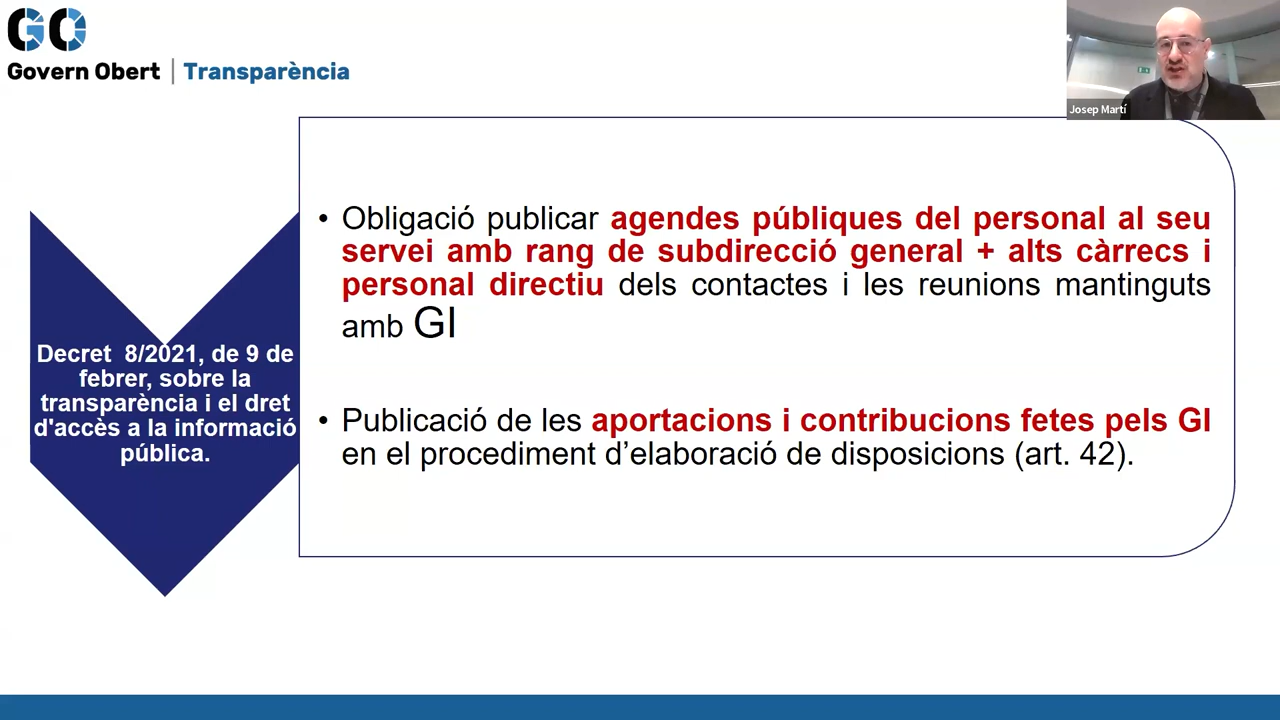 GO
Govern Obert | Transparència
Josep Martí
• Obligació publicar agendes públiques del personal al seu
servei amb rang de subdirecció general + alts càrrecs i
personal directiu dels contactes i les reunions mantinguts
amb GI
Decret 8/2021, de 9 de
febrer, sobre la
transparència i el dret
d'accès a la informació
pública.
• Publicació de les aportacions i contribucions fetes pels GI
en el procediment d’elaboració de disposicions (art. 42).